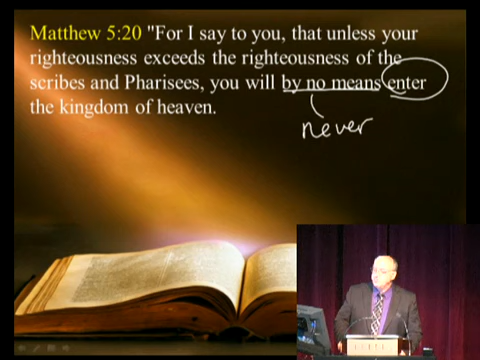 Matthew 5:20 "For I say to you, that unless your
righteousness exceeds the righteousness of the
scribes and Pharisees, you will by no means enter
the kingdom of heaven.
never